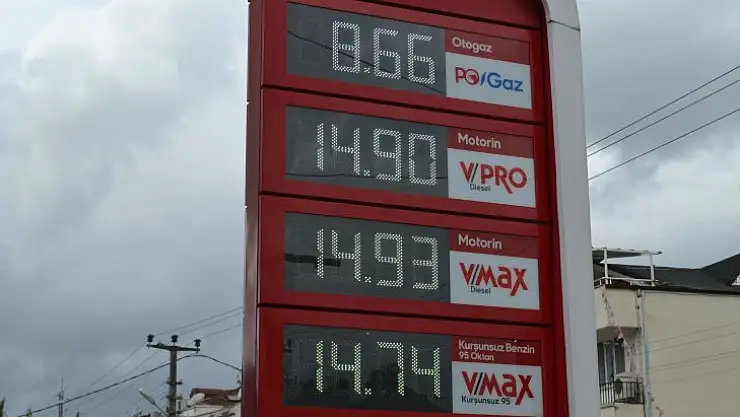 8.66
Otogaz
POGaz
14.90
Motorin
V/PRO
Diesel
14.93
Motorin
V/MAX
Diesel
14.74
Kurşunsuz Benzin
95 Oktan
V/MAX
Kurşunsuz 95